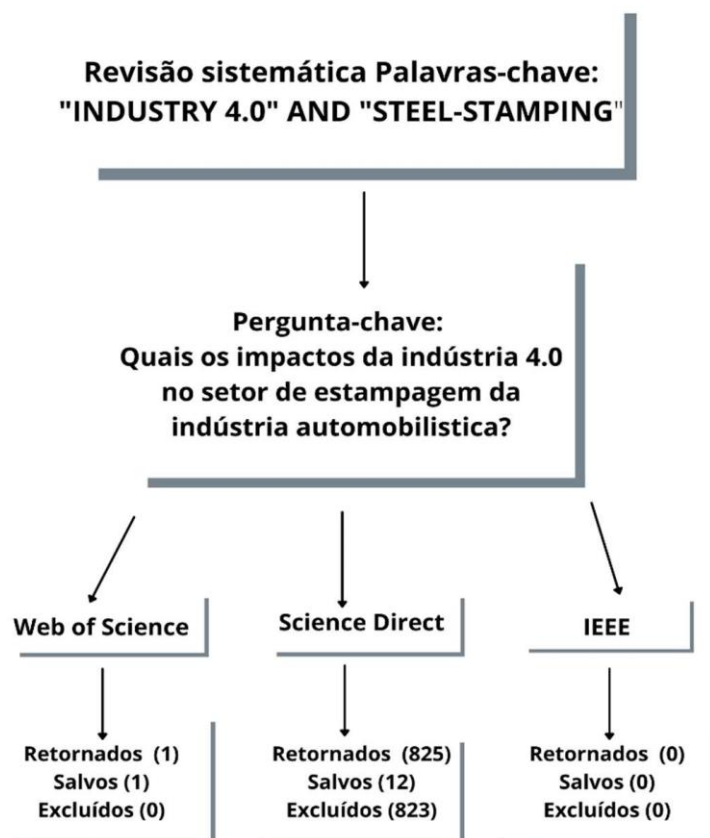 Revisão sistemática Palavras-chave:
"INDUSTRY 4.0" AND "STEEL-STAMPING"
Pergunta-chave:
Quais os impactos da indústria 4.0
no setor de estampagem da
indústria automobilistica?
Web of Science
Science Direct
IEEE
Retornados (1)
Salvos (1)
Excluídos (0)
Retornados (825)
Salvos (12)
Excluídos (823)
Retornados (0)
Salvos (0)
Excluídos (0)